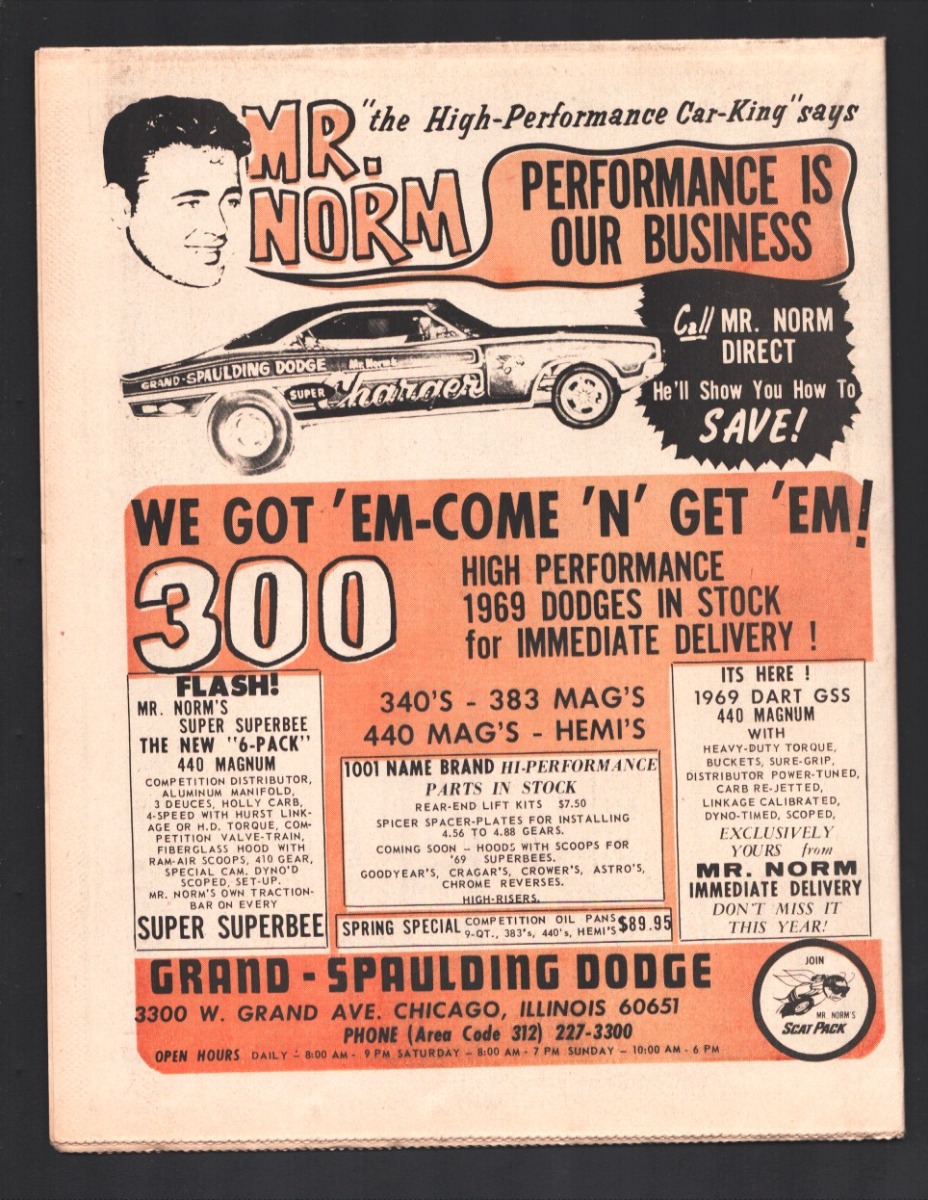 MR. NORM
"the High-Performance Car-King" says
PERFORMANCE IS
OUR BUSINESS
GRAND-SPAULDING DODGE
Mr. Norm's
SUPER Charger
Call MR. NORM
DIRECT
He'll Show You How To
SAVE!
WE GOT 'EM-COME 'N' GET 'EM!
300
HIGH PERFORMANCE
1969 DODGES IN STOCK
for IMMEDIATE DELIVERY !
FLASH!
MR. NORM'S
SUPER SUPERBEE
THE NEW "6-PACK"
440 MAGNUM
COMPETITION DISTRIBUTOR,
ALUMINUM MANIFOLD,
3 DEUCES, HOLLY CARB,
4-SPEED WITH HURST LINK-
AGE OR H.D. TORQUE, COM-
PETITION VALVE-TRAIN,
FIBERGLASS HOOD WITH
RAM-AIR SCOOPS, 410 GEAR,
SPECIAL CAM. DYNO'D
SCOPED, SET-UP.
MR. NORM'S OWN TRACTION-
BAR ON EVERY
SUPER SUPERBEE
340'S - 383 MAG'S
440 MAG'S - HEMI'S
1001 NAME BRAND HI-PERFORMANCE
PARTS IN STOCK
REAR-END LIFT KITS $7.50
SPICER SPACER-PLATES FOR INSTALLING
4.56 TO 4.88 GEARS.
COMING SOON - HOODS WITH SCOOPS FOR
'69 SUPERBEES.
GOODYEAR'S, CRAGAR'S, CROWER'S, ASTRO'S,
CHROME REVERSES.
HIGH-RISERS.
SPRING SPECIAL COMPETITION OIL PANS $89.95
9-QT., 383's, 440's, HEMI'S
ITS HERE !
1969 DART GSS
440 MAGNUM
WITH
HEAVY-DUTY TORQUE,
BUCKETS, SURE-GRIP,
DISTRIBUTOR POWER-TUNED,
CARB RE-JETTED,
LINKAGE CALIBRATED,
DYNO-TIMED, SCOPED,
EXCLUSIVELY
YOURS from
MR. NORM
IMMEDIATE DELIVERY
DON'T MISS IT
THIS YEAR!
GRAND-SPAULDING DODGE
3300 W. GRAND AVE. CHICAGO, ILLINOIS 60651
PHONE (Area Code 312) 227-3300
OPEN HOURS DAILY - 8:00 AM - 9 PM SATURDAY - 8:00 AM - 7 PM SUNDAY - 10:00 AM - 6 PM
JOIN
MR. NORM'S
SCAT PACK